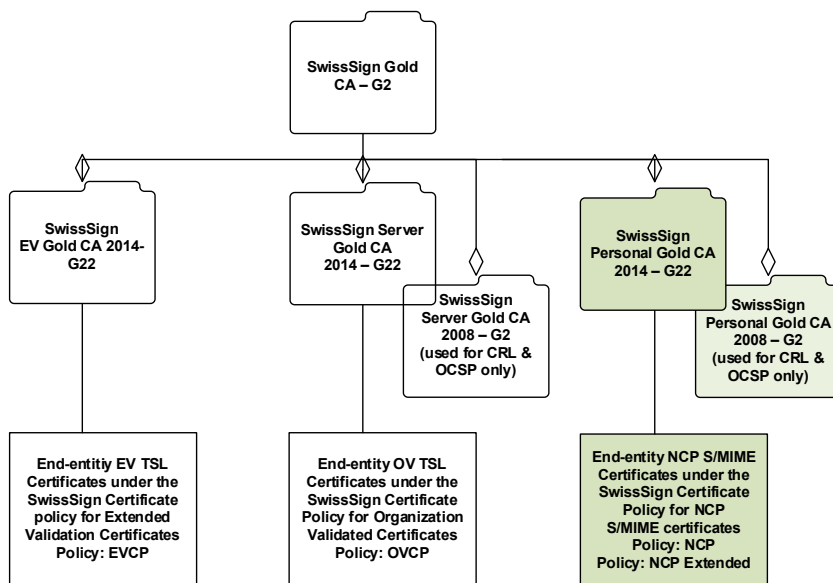 SwissSign Gold
CA – G2
SwissSign
EV Gold CA 2014-
G22
SwissSign Server
Gold CA
2014 – G22
SwissSign
Server Gold CA
2008 – G2
(used for CRL &
OCSP only)
SwissSign
Personal Gold CA
2014 – G22
SwissSign
Personal Gold CA
2008 – G2
(used for CRL &
OCSP only)
End-entitiy EV TSL
Certificates under the
SwissSign Certificate
policy for Extended
Validation Certificates
Policy: EVCP
End-entity OV TSL
Certificates under the
SwissSign Certificate
Policy for Organization
Validated Certificates
Policy: OVCP
End-entity NCP S/MIME
Certificates under the
SwissSign Certificate
Policy for NCP
S/MIME certificates
Policy: NCP
Policy: NCP Extended